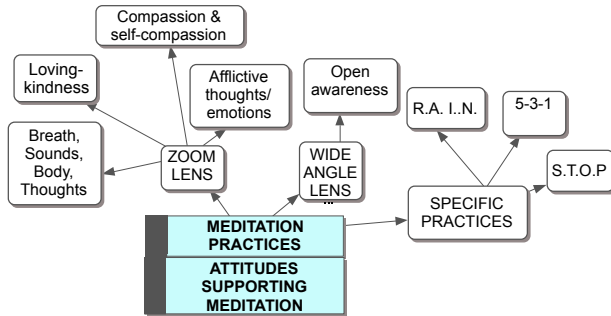 Compassion &
self-compassion
Loving-
kindness
Afflictive
thoughts/
emotions
Open
awareness
R.A. I..N.
5-3-1
Breath,
Sounds,
Body,
Thoughts
ZOOM
LENS
WIDE
ANGLE
LENS
...
S.T.O.P
SPECIFIC
PRACTICES
MEDITATION
PRACTICES
ATTITUDES
SUPPORTING
MEDITATION